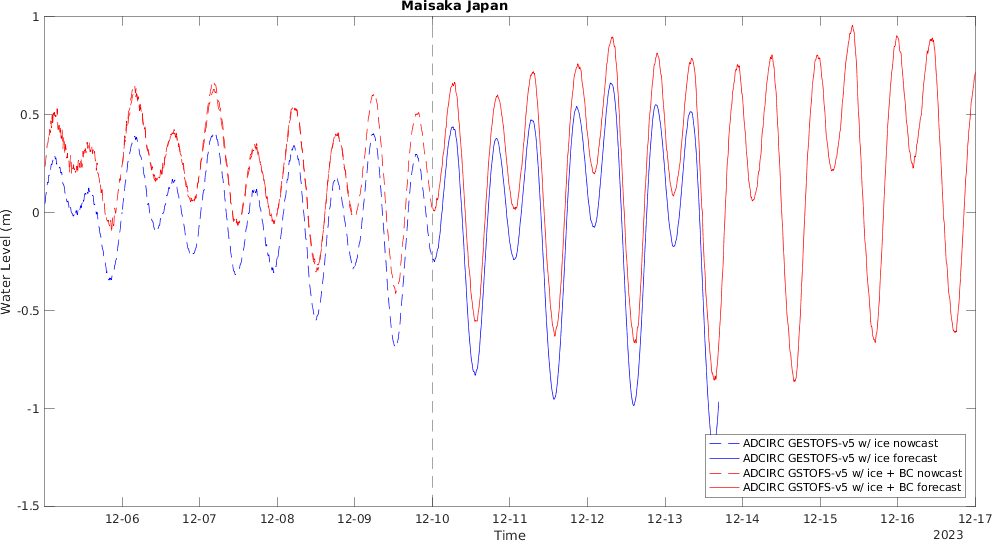 Maisaka Japan
1
0.5
0
-0.5
-1
-1.5
Water Level (m)
12-06 12-07 12-08 12-09 12-10 12-11 12-12 12-13 12-14 12-15 12-16 12-17
Time
2023
ADCIRC GESTOFS-v5 w/ ice nowcast
ADCIRC GESTOFS-v5 w/ ice forecast
ADCIRC GSTOFS-v5 w/ ice + BC nowcast
ADCIRC GSTOFS-v5 w/ ice + BC forecast